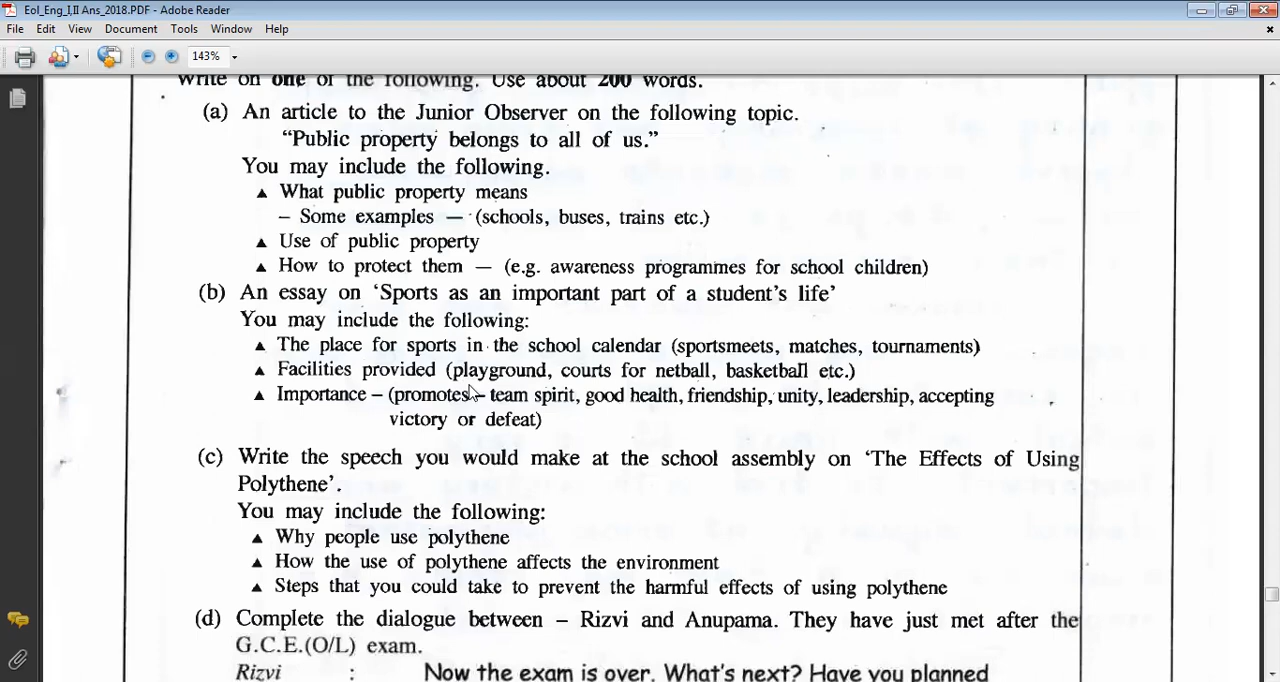 Eol_Eng_I,II Ans_2018.PDF - Adobe Reader
File Edit View Document Tools Window Help
143%
Write on one of the following. Use about 200 words.
(a) An article to the Junior Observer on the following topic.
“Public property belongs to all of us.”
You may include the following.
▲ What public property means
– Some examples — (schools, buses, trains etc.)
▲ Use of public property
▲ How to protect them — (e.g. awareness programmes for school children)
(b) An essay on ‘Sports as an important part of a student’s life’
You may include the following:
▲ The place for sports in the school calendar (sportsmeets, matches, tournaments)
▲ Facilities provided (playground, courts for netball, basketball etc.)
▲ Importance – (promotes – team spirit, good health, friendship, unity, leadership, accepting
victory or defeat)
(c) Write the speech you would make at the school assembly on ‘The Effects of Using
Polythene’.
You may include the following:
▲ Why people use polythene
▲ How the use of polythene affects the environment
▲ Steps that you could take to prevent the harmful effects of using polythene
(d) Complete the dialogue between – Rizvi and Anupama. They have just met after the
G.C.E.(O/L) exam.
Rizvi : Now the exam is over. What's next? Have you planned